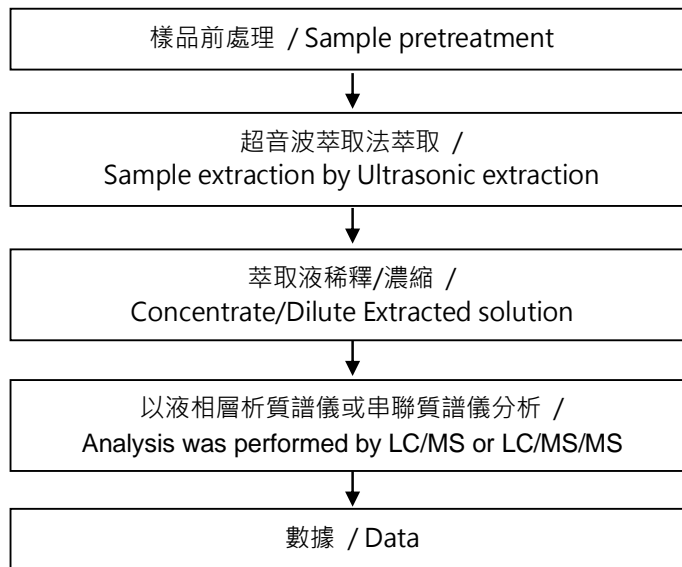 樣品前處理 / Sample pretreatment
超音波萃取法萃取 /
Sample extraction by Ultrasonic extraction
萃取液稀釋/濃縮 /
Concentrate/Dilute Extracted solution
以液相層析質譜儀或串聯質譜儀分析 /
Analysis was performed by LC/MS or LC/MS/MS
數據 / Data